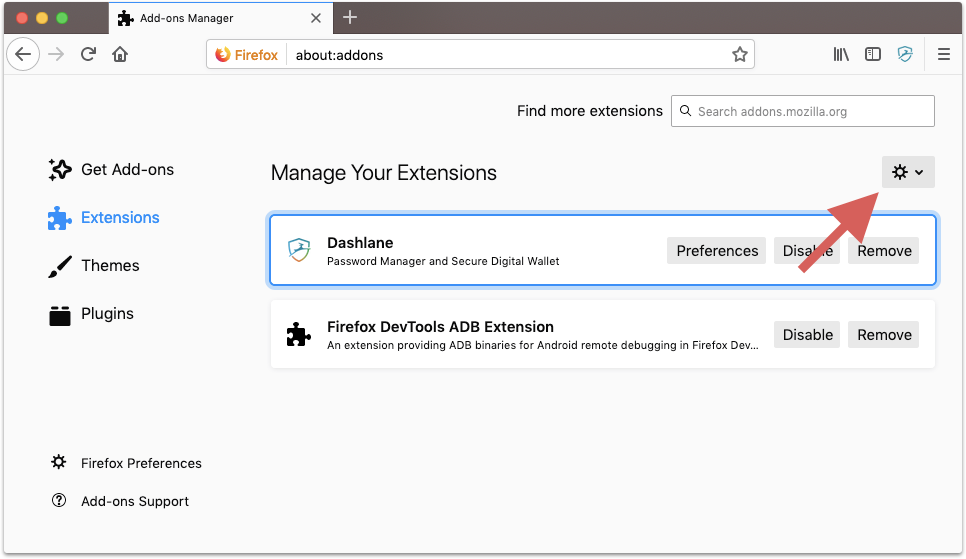 Add-ons Manager
Firefox about:addons
Find more extensions Search addons.mozilla.org
Get Add-ons
Extensions
Themes
Plugins
Firefox Preferences
Add-ons Support
Manage Your Extensions
Dashlane
Password Manager and Secure Digital Wallet
Preferences Disable Remove
Firefox DevTools ADB Extension
An extension providing ADB binaries for Android remote debugging in Firefox Dev...
Disable Remove